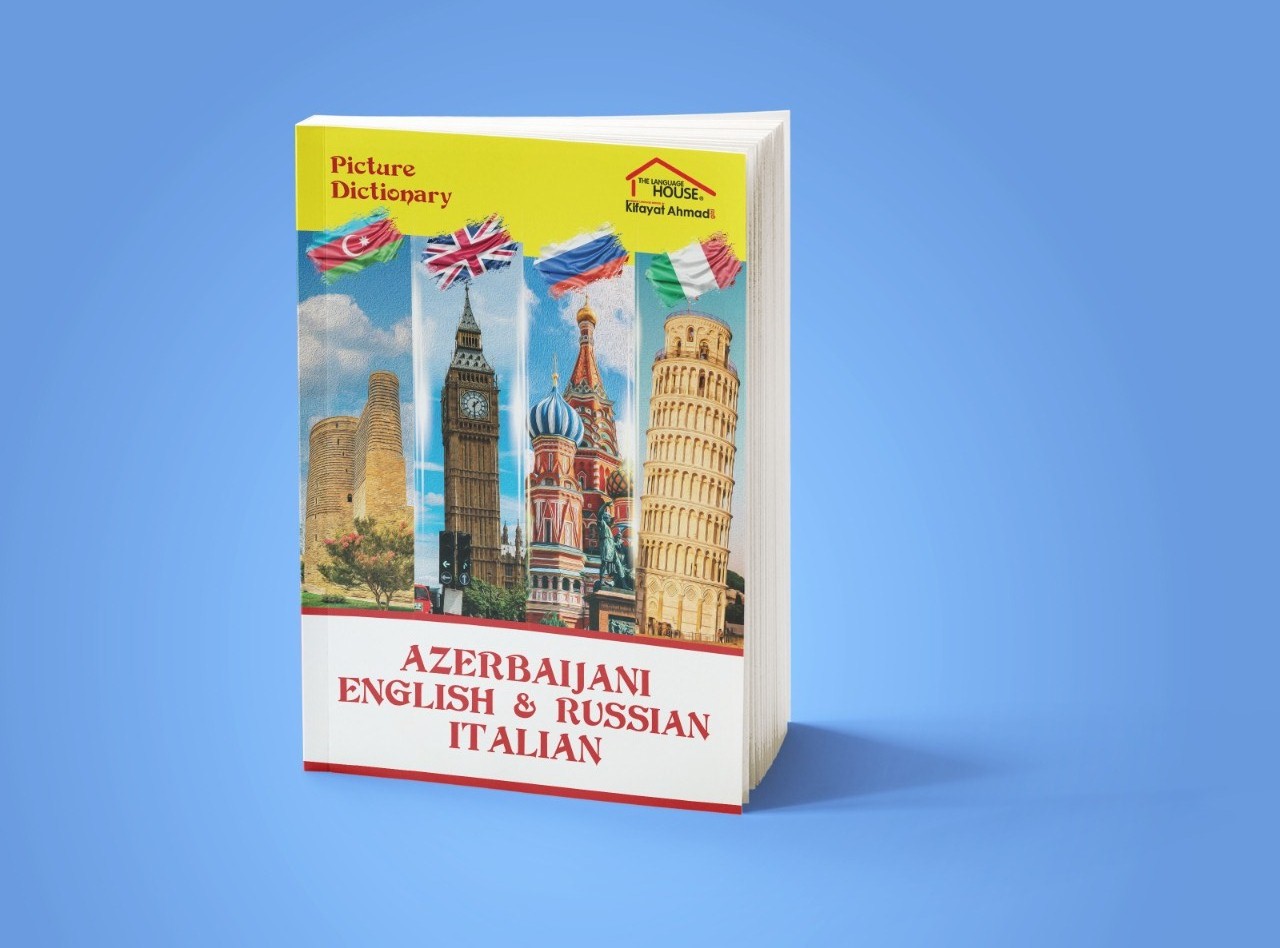 Picture
Dictionary
THE LANGUAGE
HOUSE®
Kifayat Ahmad
AZERBAIJANI
ENGLISH & RUSSIAN
ITALIAN